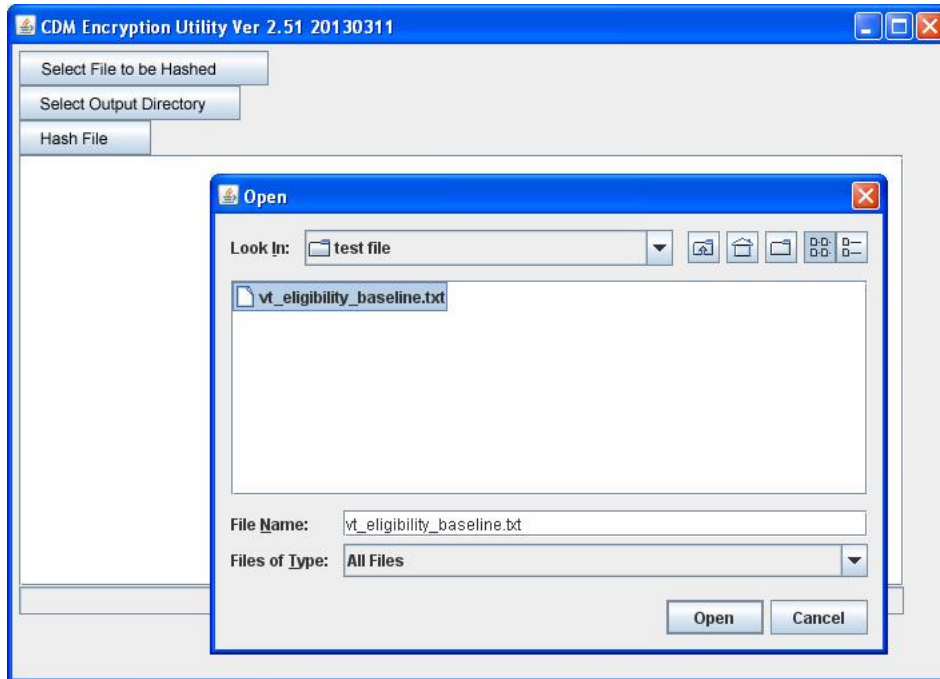 CDM Encryption Utility Ver 2.51 20130311
Select File to be Hashed
Select Output Directory
Hash File
Open
Look In: test file
vt_eligibility_baseline.txt
File Name: vt_eligibility_baseline.txt
Files of Type: All Files
Open Cancel